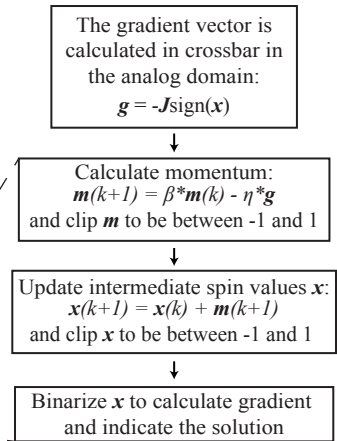 The gradient vector is
calculated in crossbar in
the analog domain:
g = -Jsign(x)
Calculate momentum:
m(k+1) = β*m(k) - η*g
and clip m to be between -1 and 1
Update intermediate spin values x:
x(k+1) = x(k) + m(k+1)
and clip x to be between -1 and 1
Binarize x to calculate gradient
and indicate the solution